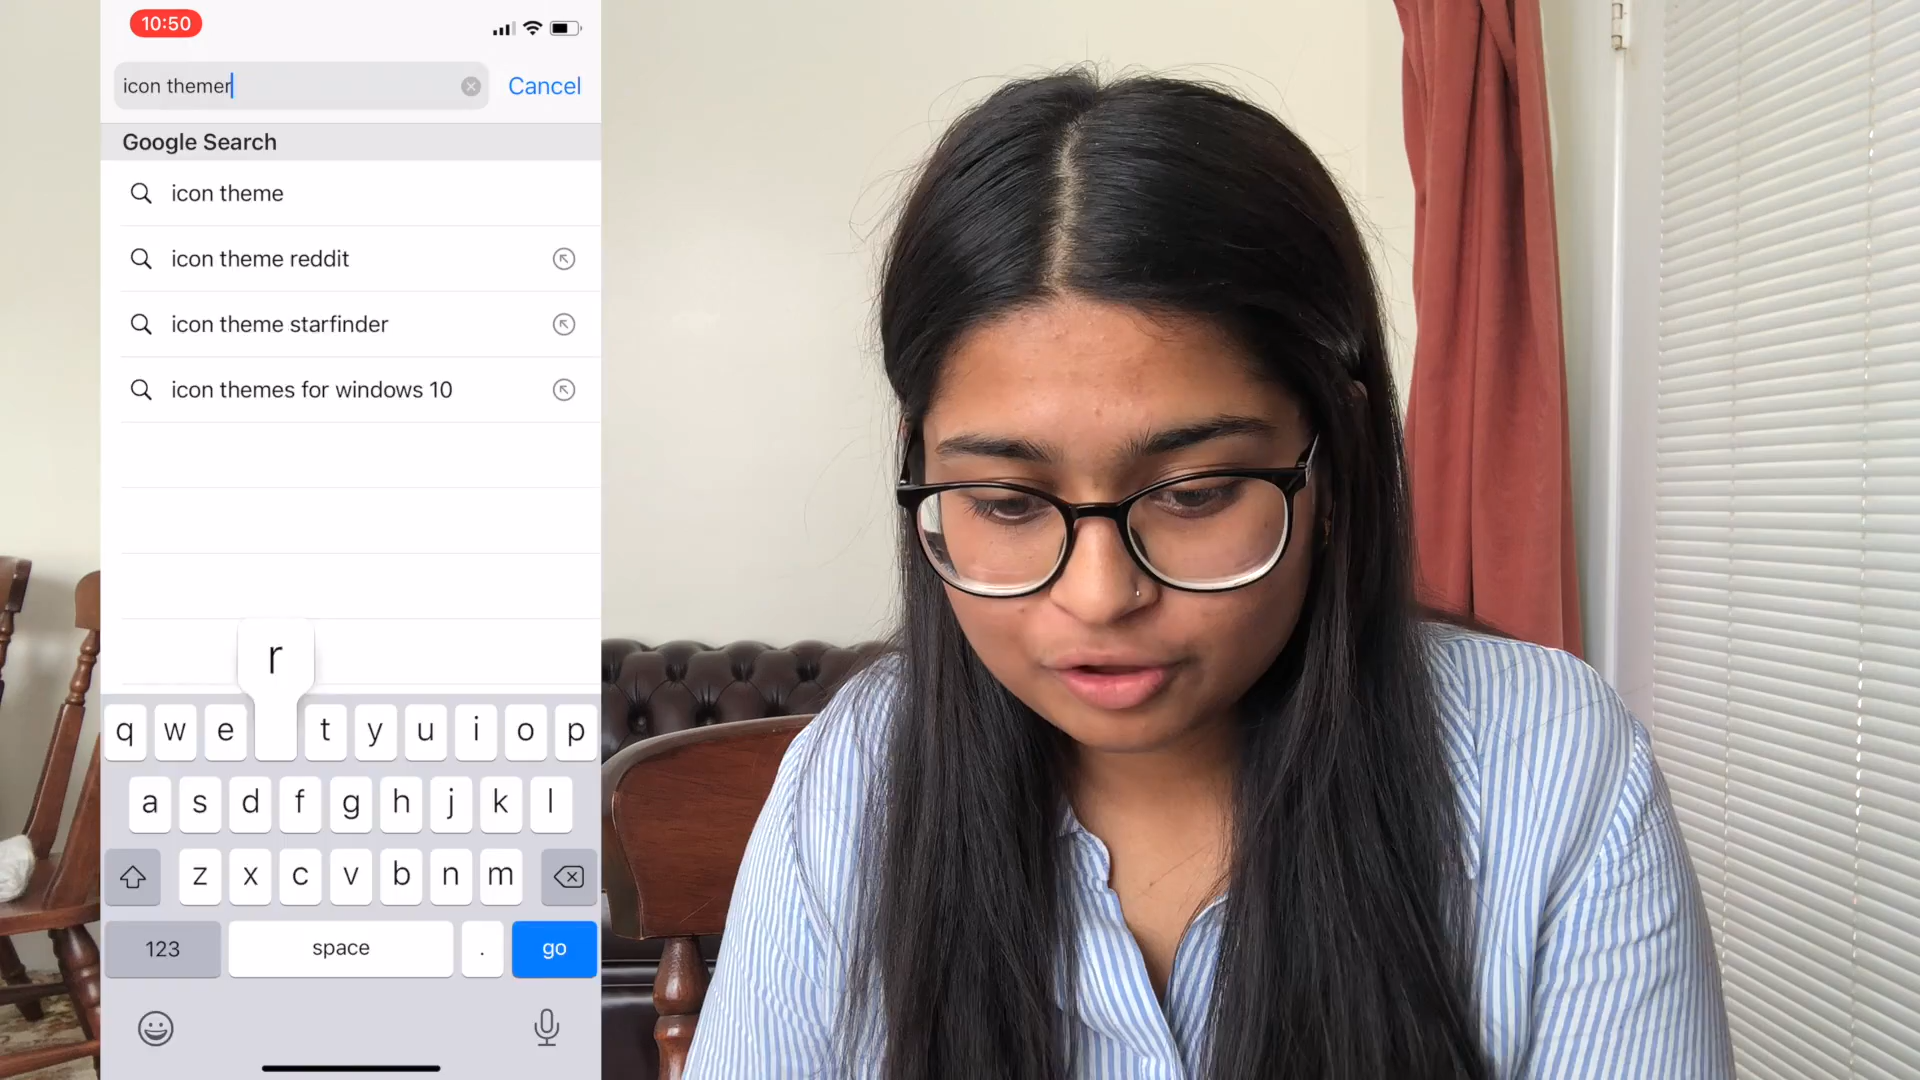 10:50
icon themer
Cancel
Google Search
icon theme
icon theme reddit
icon theme starfinder
icon themes for windows 10
r
q w e t y u i o p
a s d f g h j k l
z x c v b n m
123 space . go